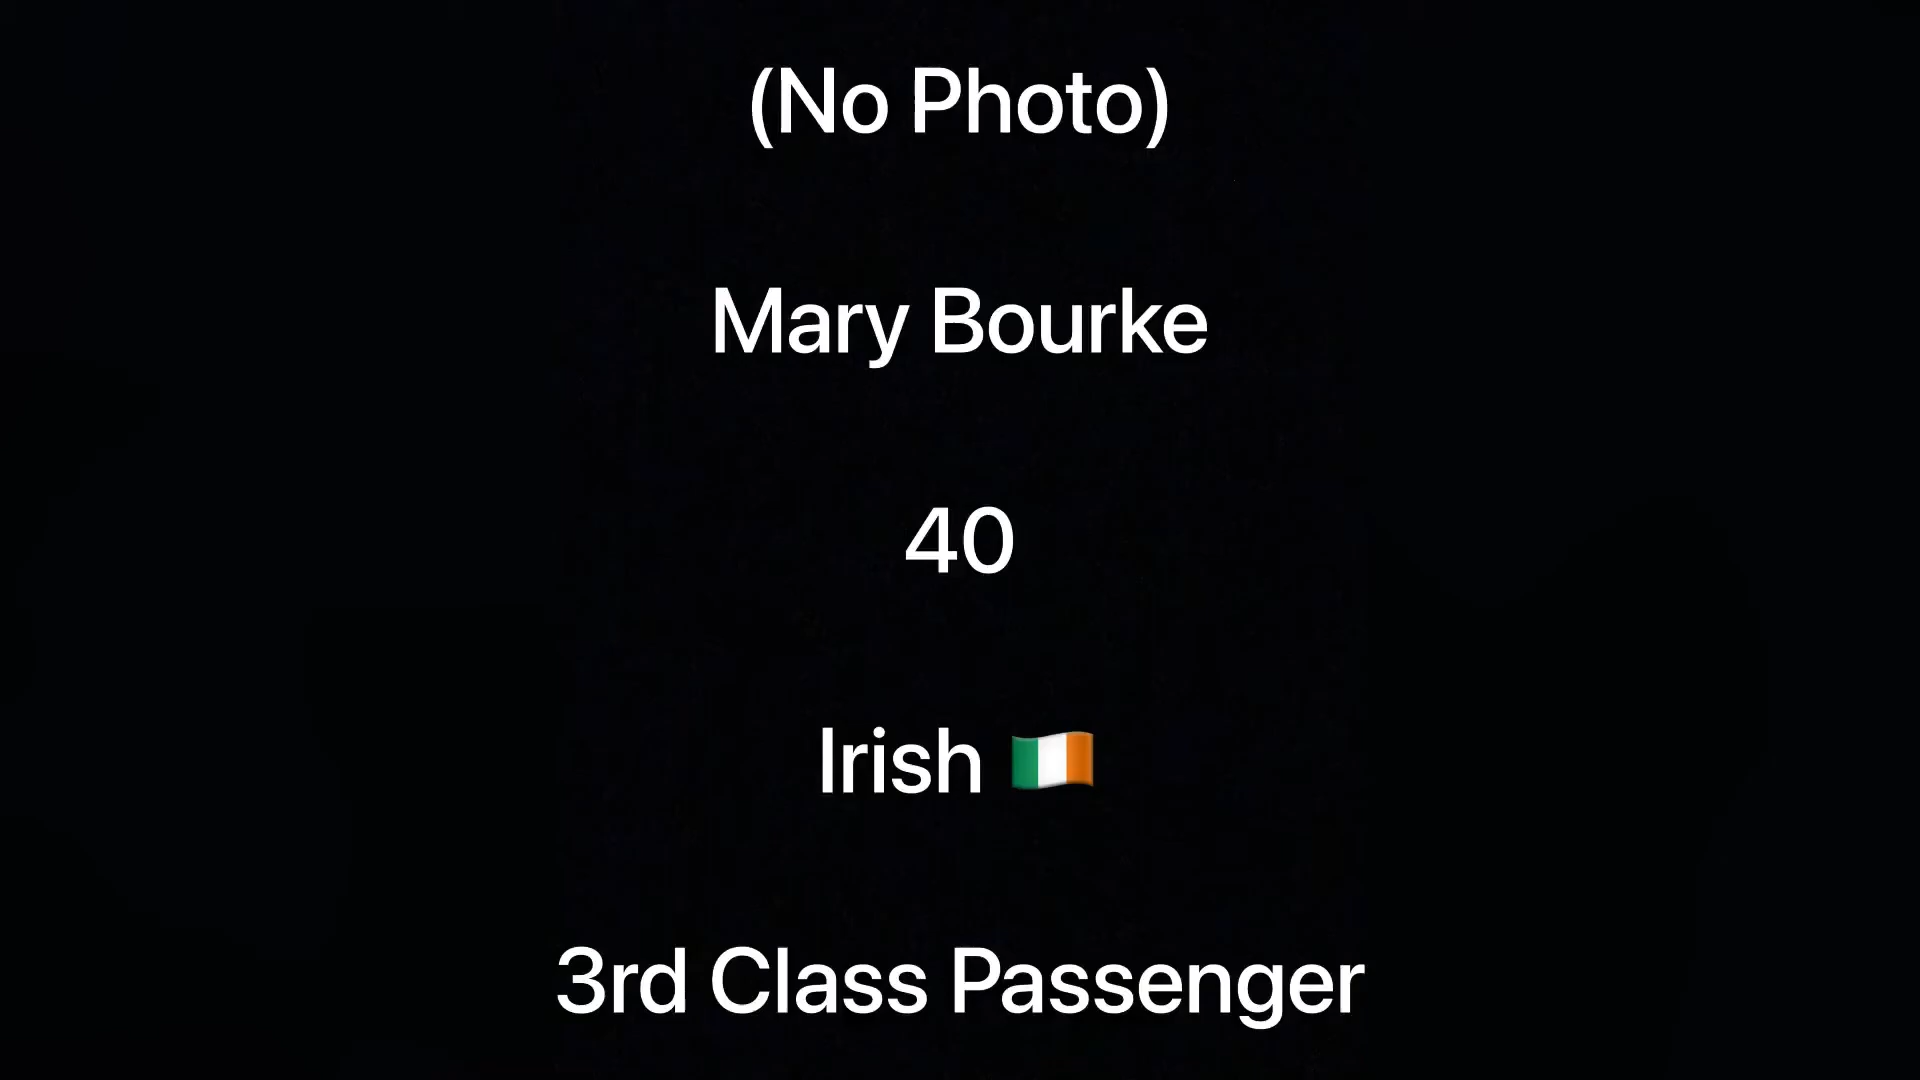 (No Photo)
Mary Bourke
40
Irish 🇮🇪
3rd Class Passenger